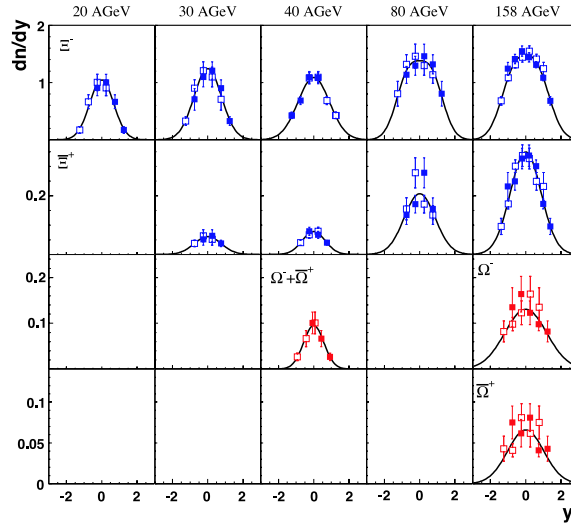 20 AGeV 30 AGeV 40 AGeV 80 AGeV 158 AGeV
dn/dy
2
Ξ⁻
1
Ξ̅⁺
0.2
0.2
Ω⁻+Ω̅⁺
Ω⁻
0.1
0.1
Ω̅⁺
0.05
0
-2 0 2 -2 0 2 -2 0 2 -2 0 2 -2 0 2
y